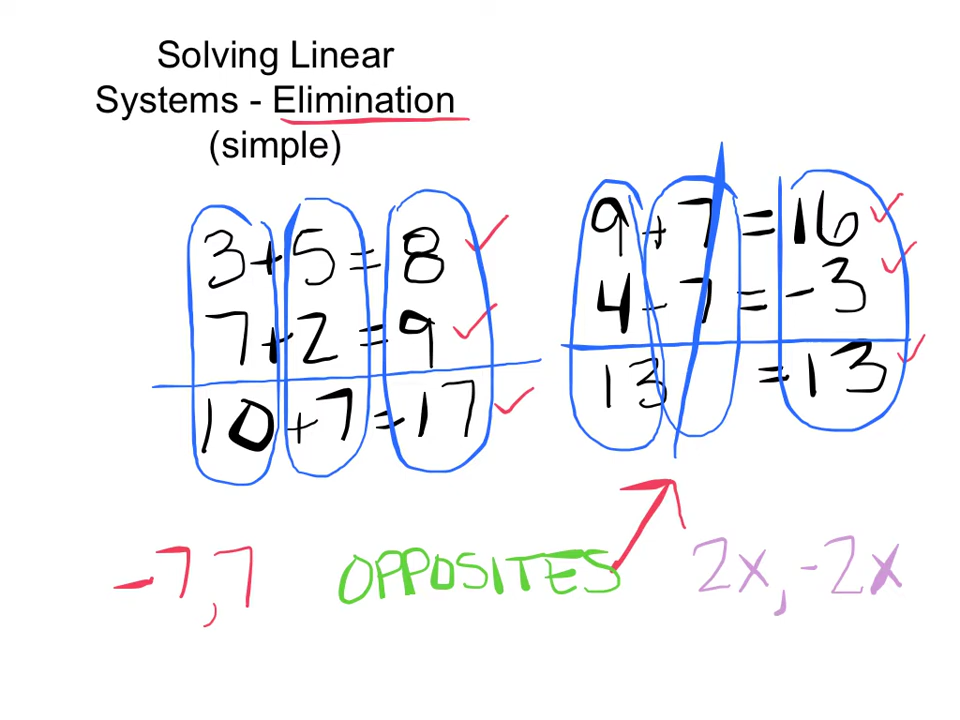 Solving Linear
Systems - Elimination
(simple)
3+5=8
7+2=9
10+7=17
9+7=16
4-7=-3
13 =13
-7,7
OPPOSITES
2x,-2x